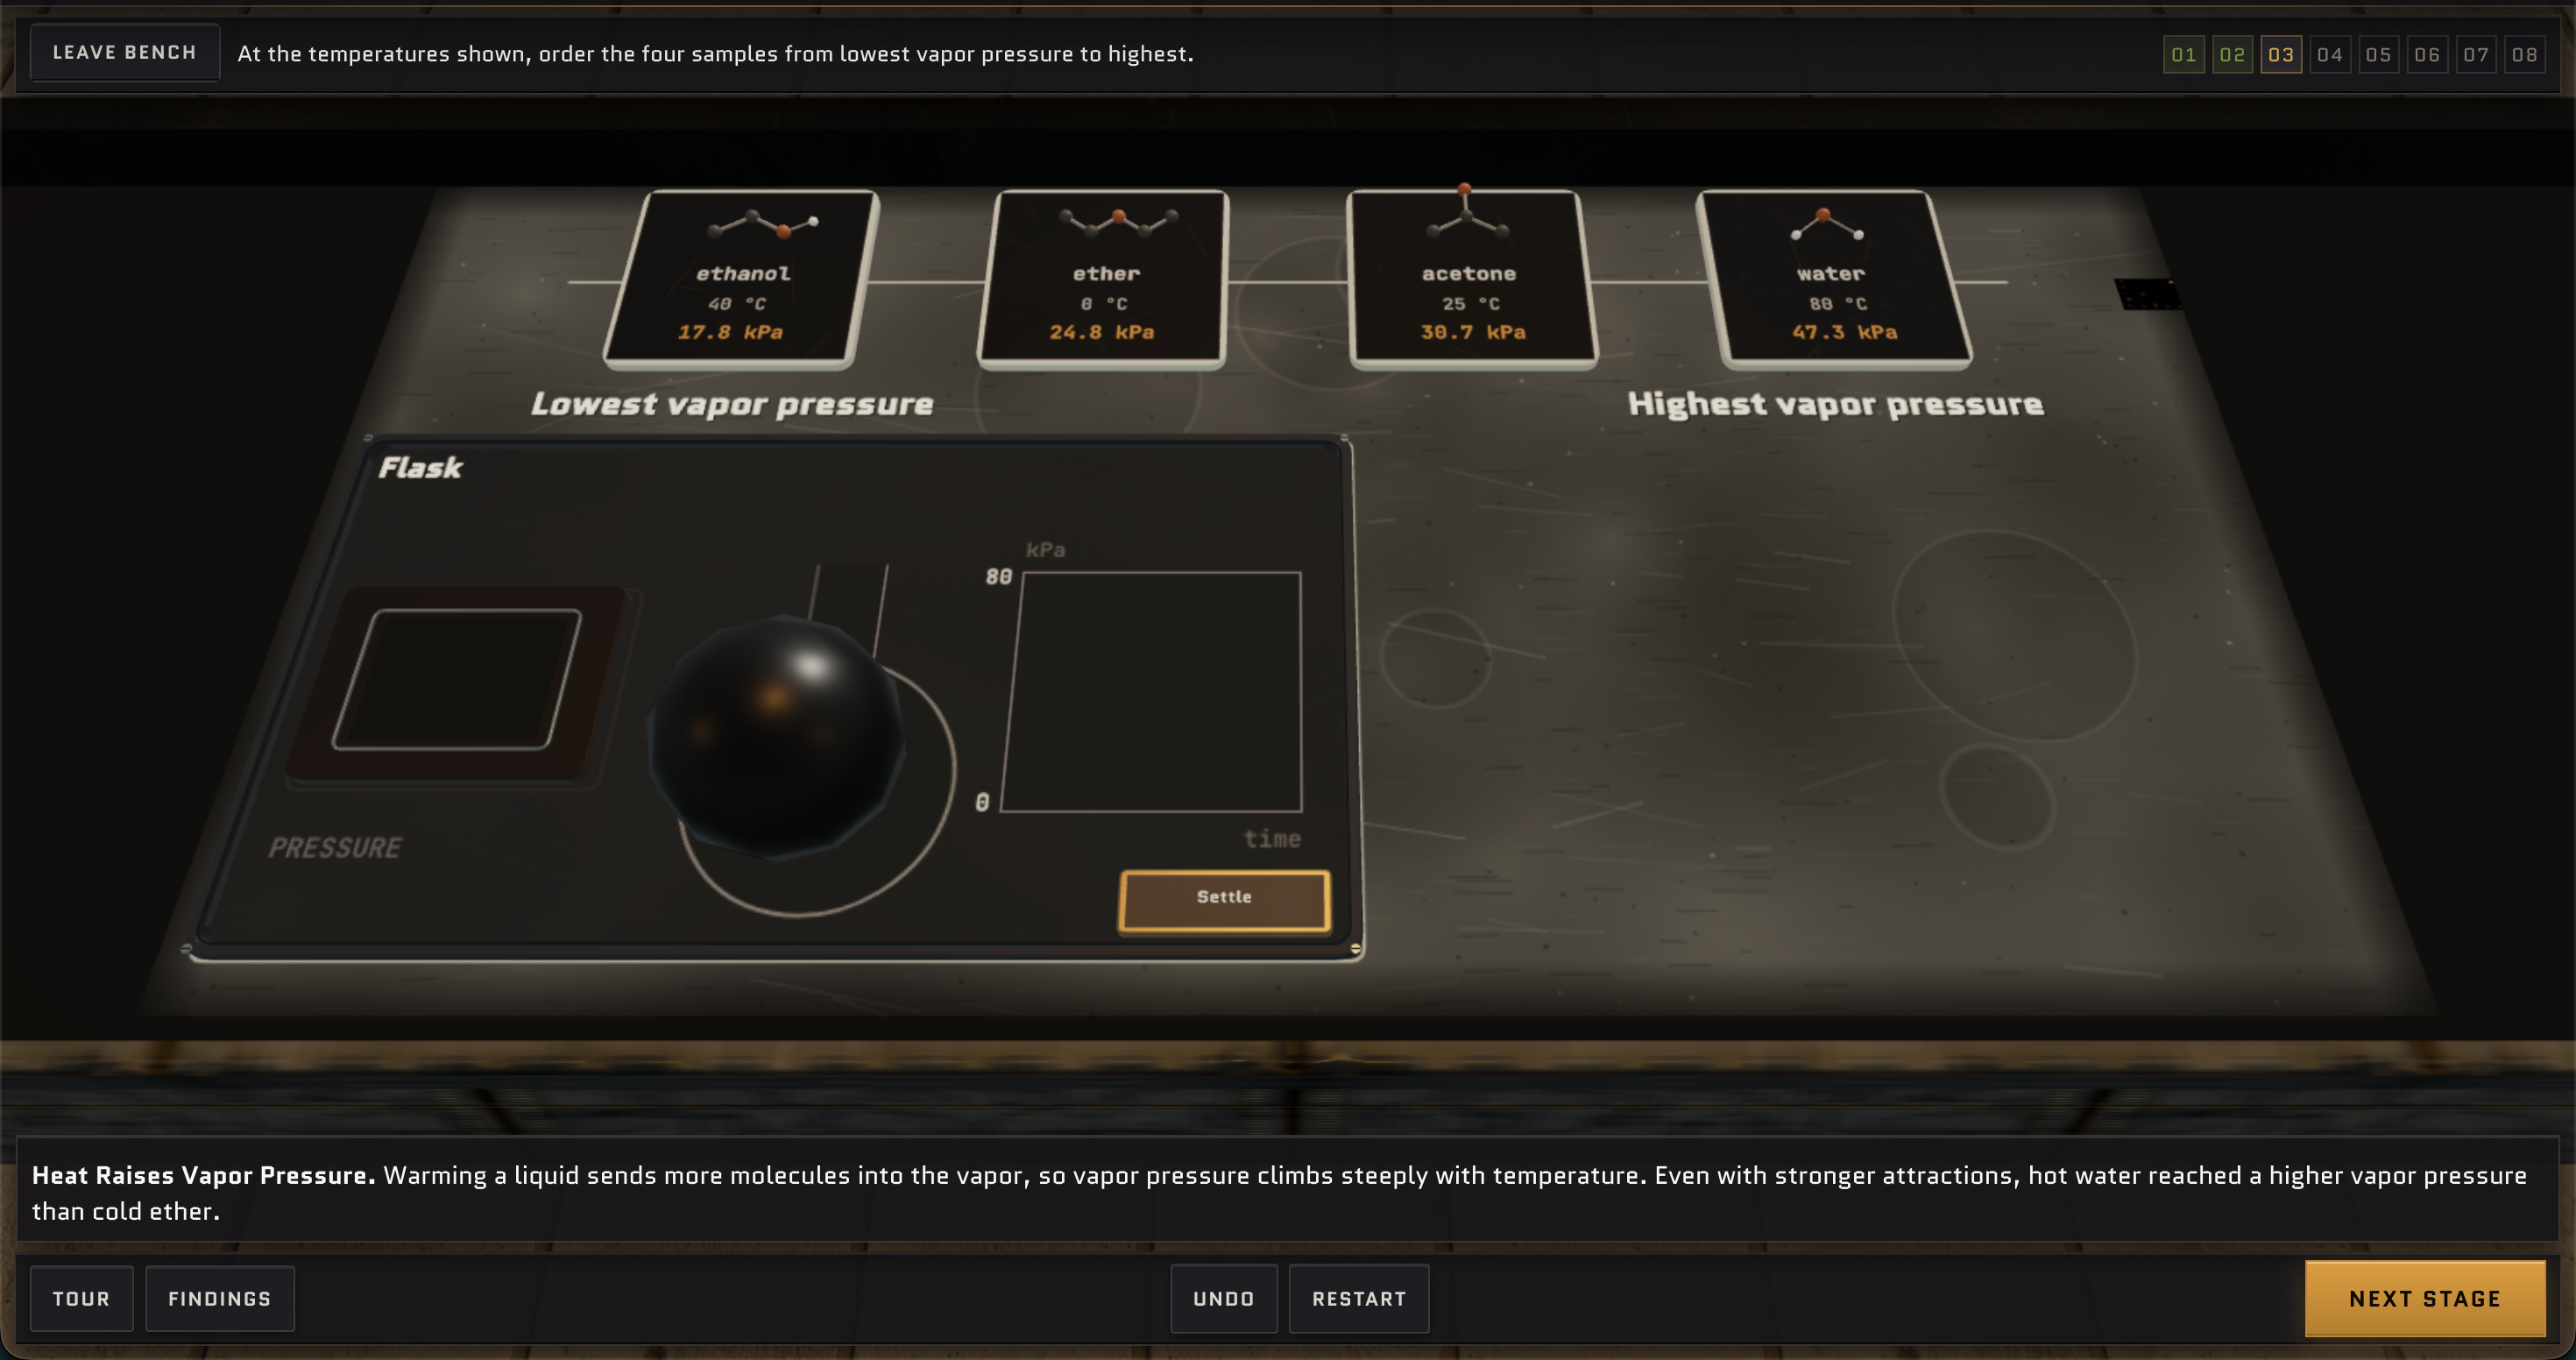 LEAVE BENCH
At the temperatures shown, order the four samples from lowest vapor pressure to highest.
01 02 03 04 05 06 07 08
ethanol
40 °C
17.8 kPa
ether
0 °C
24.8 kPa
acetone
25 °C
30.7 kPa
water
80 °C
47.3 kPa
Lowest vapor pressure
Highest vapor pressure
Flask
kPa
80
0
time
PRESSURE
Settle
Heat Raises Vapor Pressure. Warming a liquid sends more molecules into the vapor, so vapor pressure climbs steeply with temperature. Even with stronger attractions, hot water reached a higher vapor pressure
than cold ether.
TOUR
FINDINGS
UNDO
RESTART
NEXT STAGE